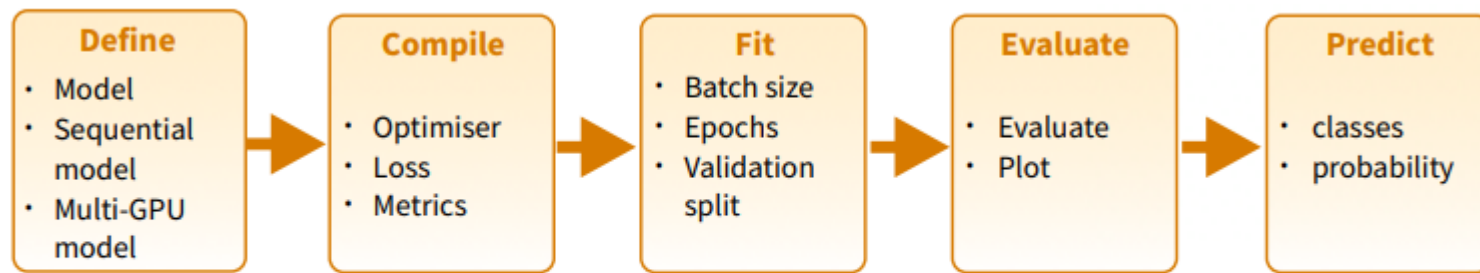 Define
· Model
· Sequential
model
· Multi-GPU
model
Compile
· Optimiser
· Loss
· Metrics
Fit
· Batch size
· Epochs
· Validation
split
Evaluate
· Evaluate
· Plot
Predict
· classes
· probability